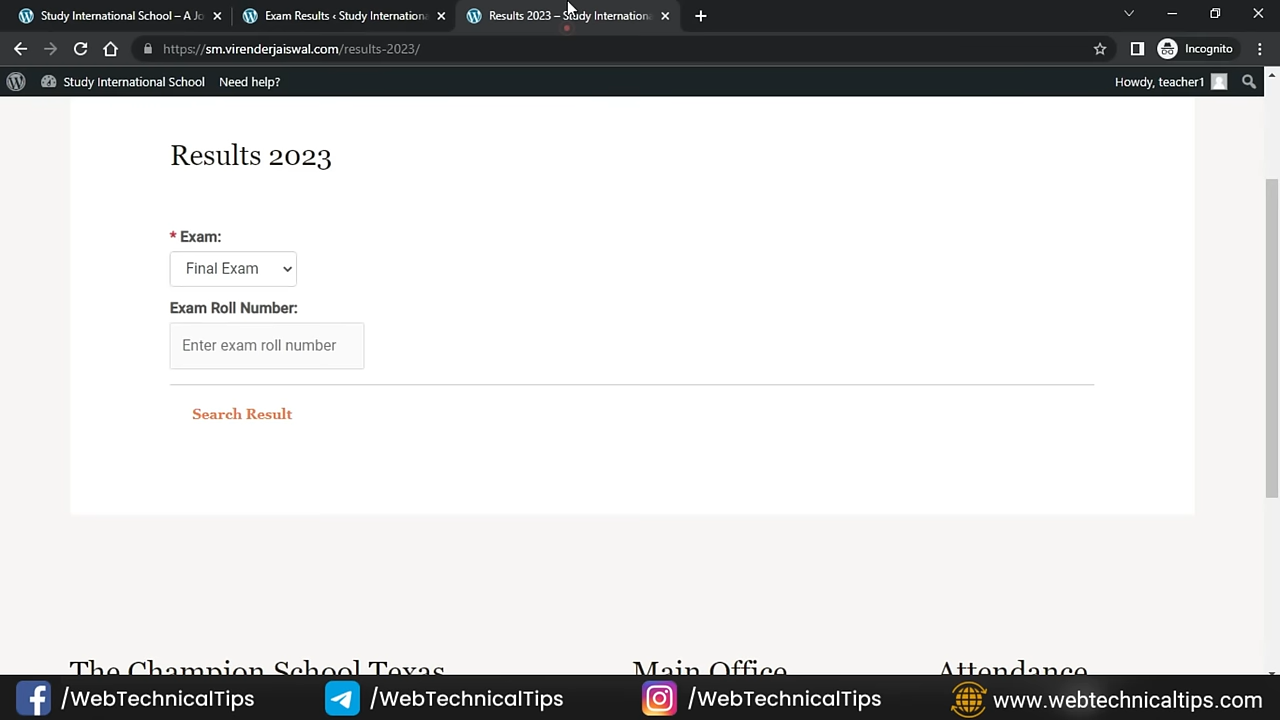 Study International School – A Jo
Exam Results ‹ Study Internation
Results 2023 – Study Internation
https://sm.virenderjaiswal.com/results-2023/
Incognito
Study International School
Need help?
Howdy, teacher1
Results 2023
* Exam:
Final Exam
Exam Roll Number:
Enter exam roll number
Search Result
The Champion School Texas
Main Office
Attendance
/WebTechnicalTips
/WebTechnicalTips
/WebTechnicalTips
www.webtechnicaltips.com